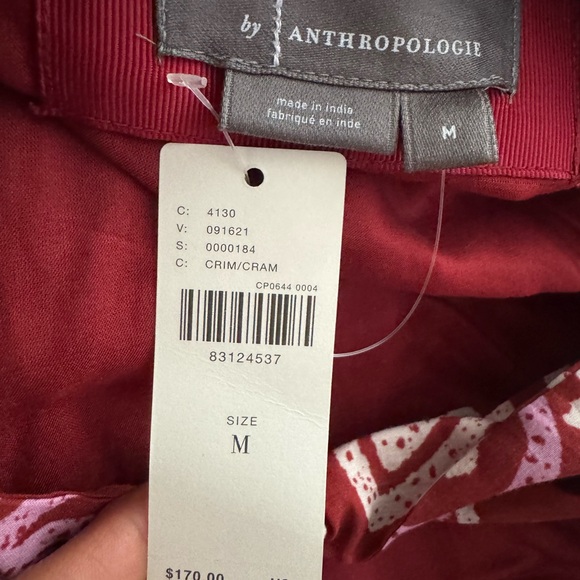 by ANTHROPOLOGIE
made in india
fabriqué en inde
M
C: 4130
V: 091621
S: 0000184
C: CRIM/CRAM
CP0644 0004
83124537
SIZE
M
$170.00